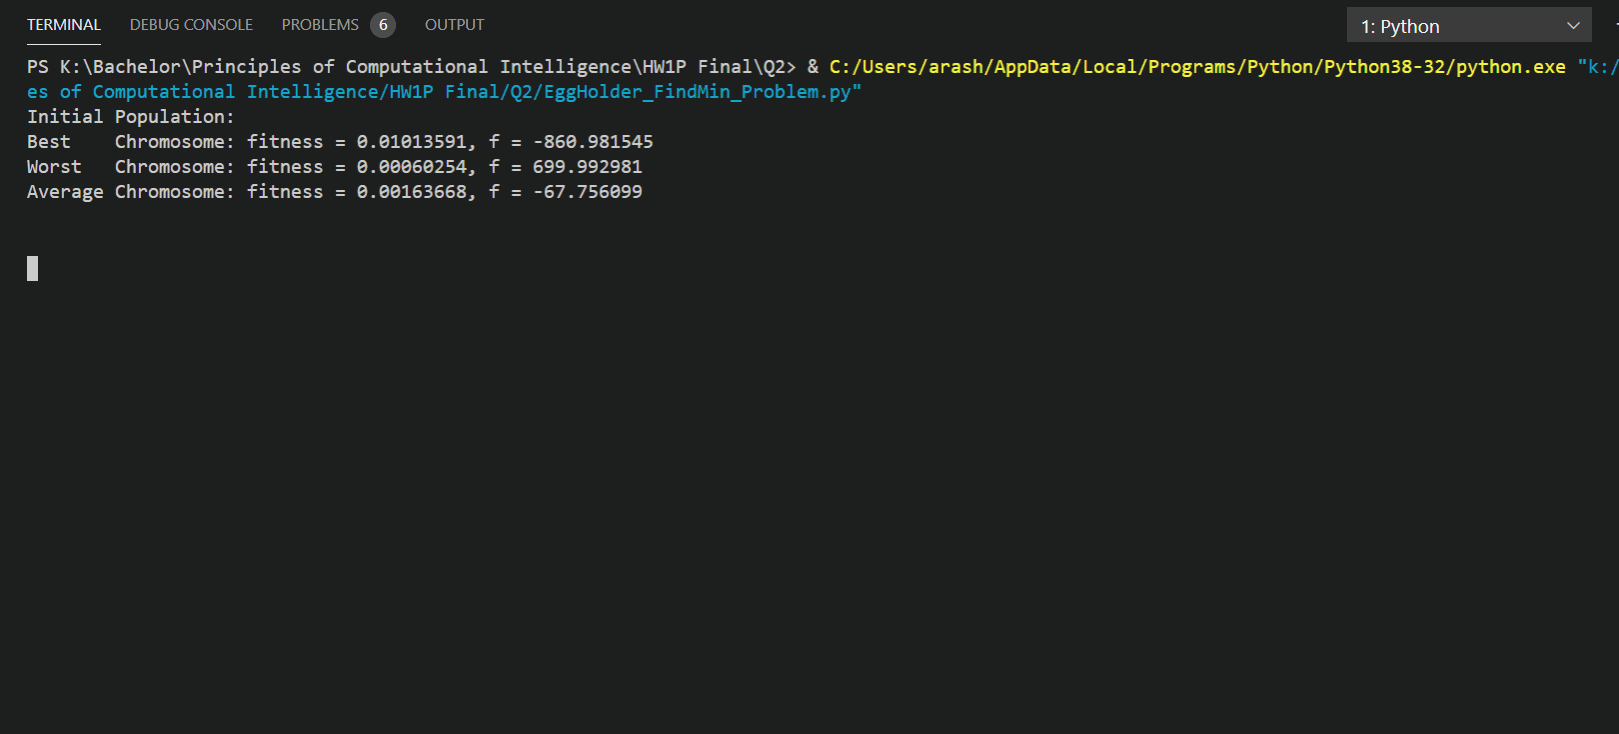 TERMINAL DEBUG CONSOLE PROBLEMS 6 OUTPUT 1: Python
PS K:\Bachelor\Principles of Computational Intelligence\HW1P Final\Q2> & C:/Users/arash/AppData/Local/Programs/Python/Python38-32/python.exe "k:/
es of Computational Intelligence/HW1P Final/Q2/EggHolder_FindMin_Problem.py"
Initial Population:
Best    Chromosome: fitness = 0.01013591, f = -860.981545
Worst   Chromosome: fitness = 0.00060254, f = 699.992981
Average Chromosome: fitness = 0.00163668, f = -67.756099